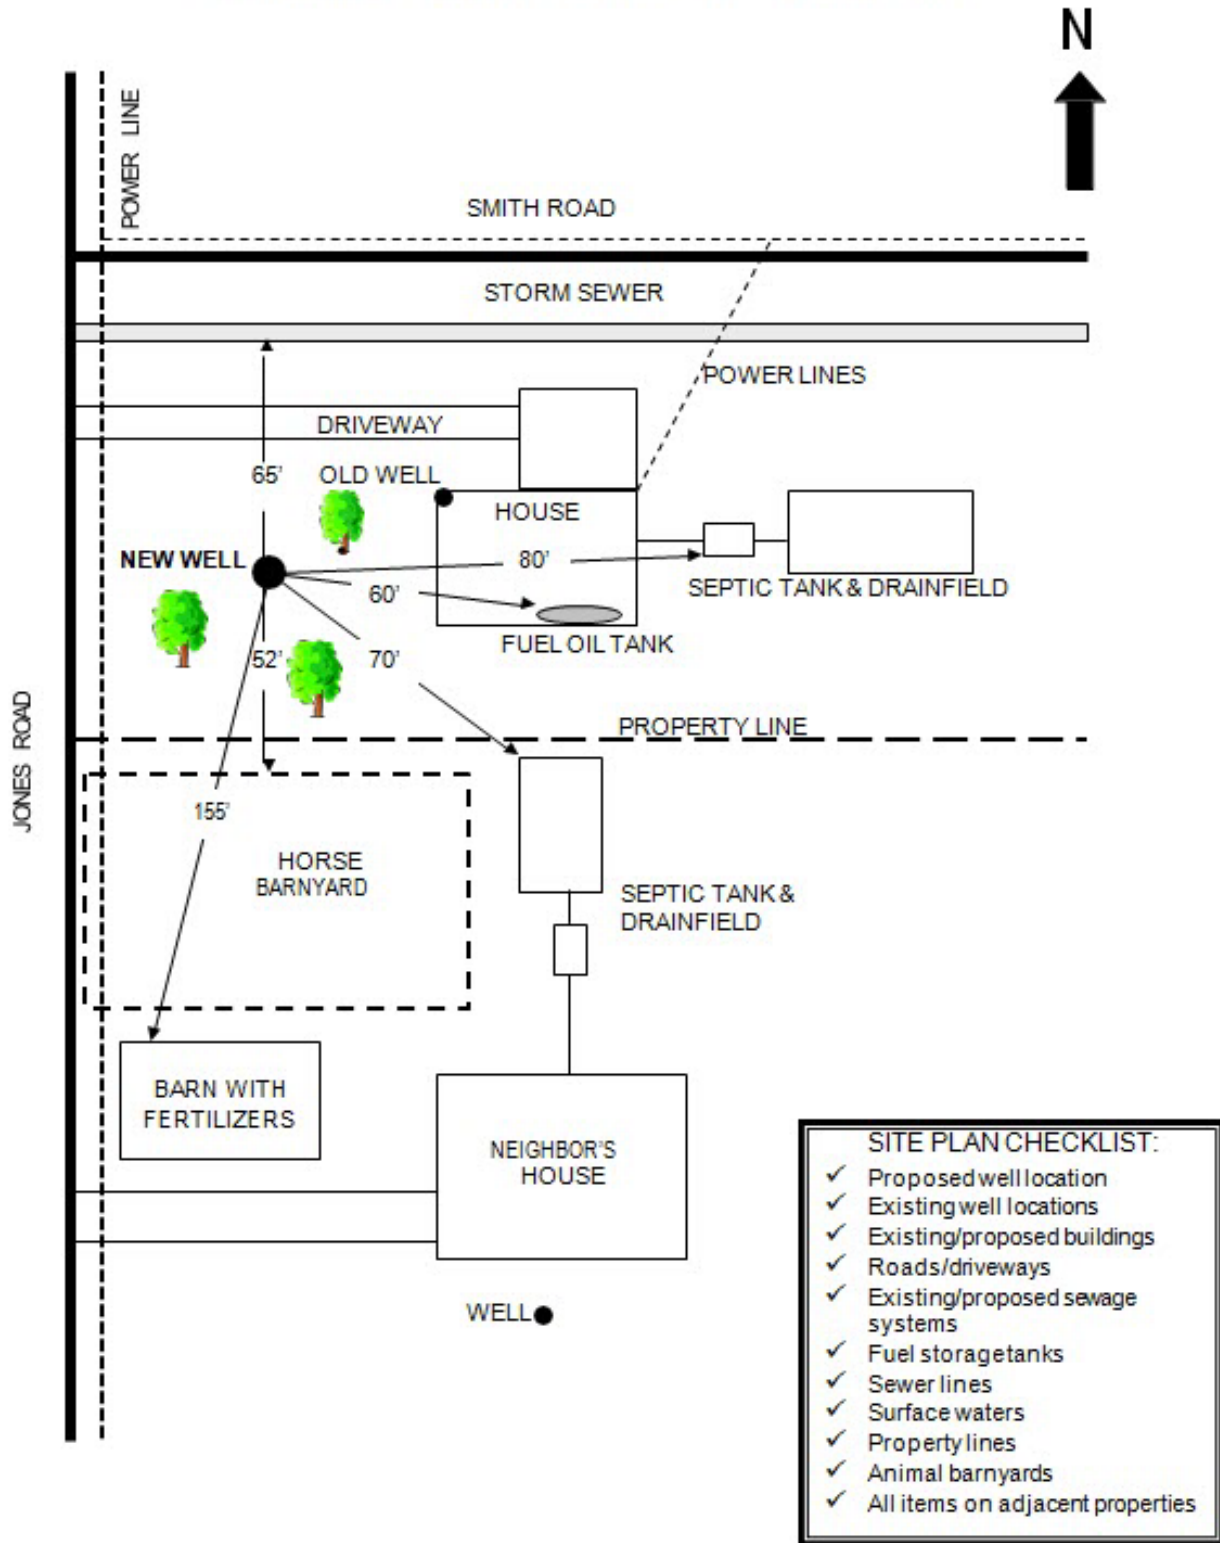 N
POWER LINE
SMITH ROAD
STORM SEWER
POWER LINES
DRIVEWAY
65'
OLD WELL
HOUSE
NEW WELL
80'
60'
SEPTIC TANK & DRAINFIELD
FUEL OIL TANK
52'
70'
JONES ROAD
PROPERTY LINE
155'
HORSE
BARNYARD
SEPTIC TANK &
DRAINFIELD
BARN WITH
FERTILIZERS
NEIGHBOR'S
HOUSE
WELL
SITE PLAN CHECKLIST:
✓ Proposed well location
✓ Existing well locations
✓ Existing/proposed buildings
✓ Roads/driveways
✓ Existing/proposed sewage
systems
✓ Fuel storage tanks
✓ Sewer lines
✓ Surface waters
✓ Property lines
✓ Animal barnyards
✓ All items on adjacent properties